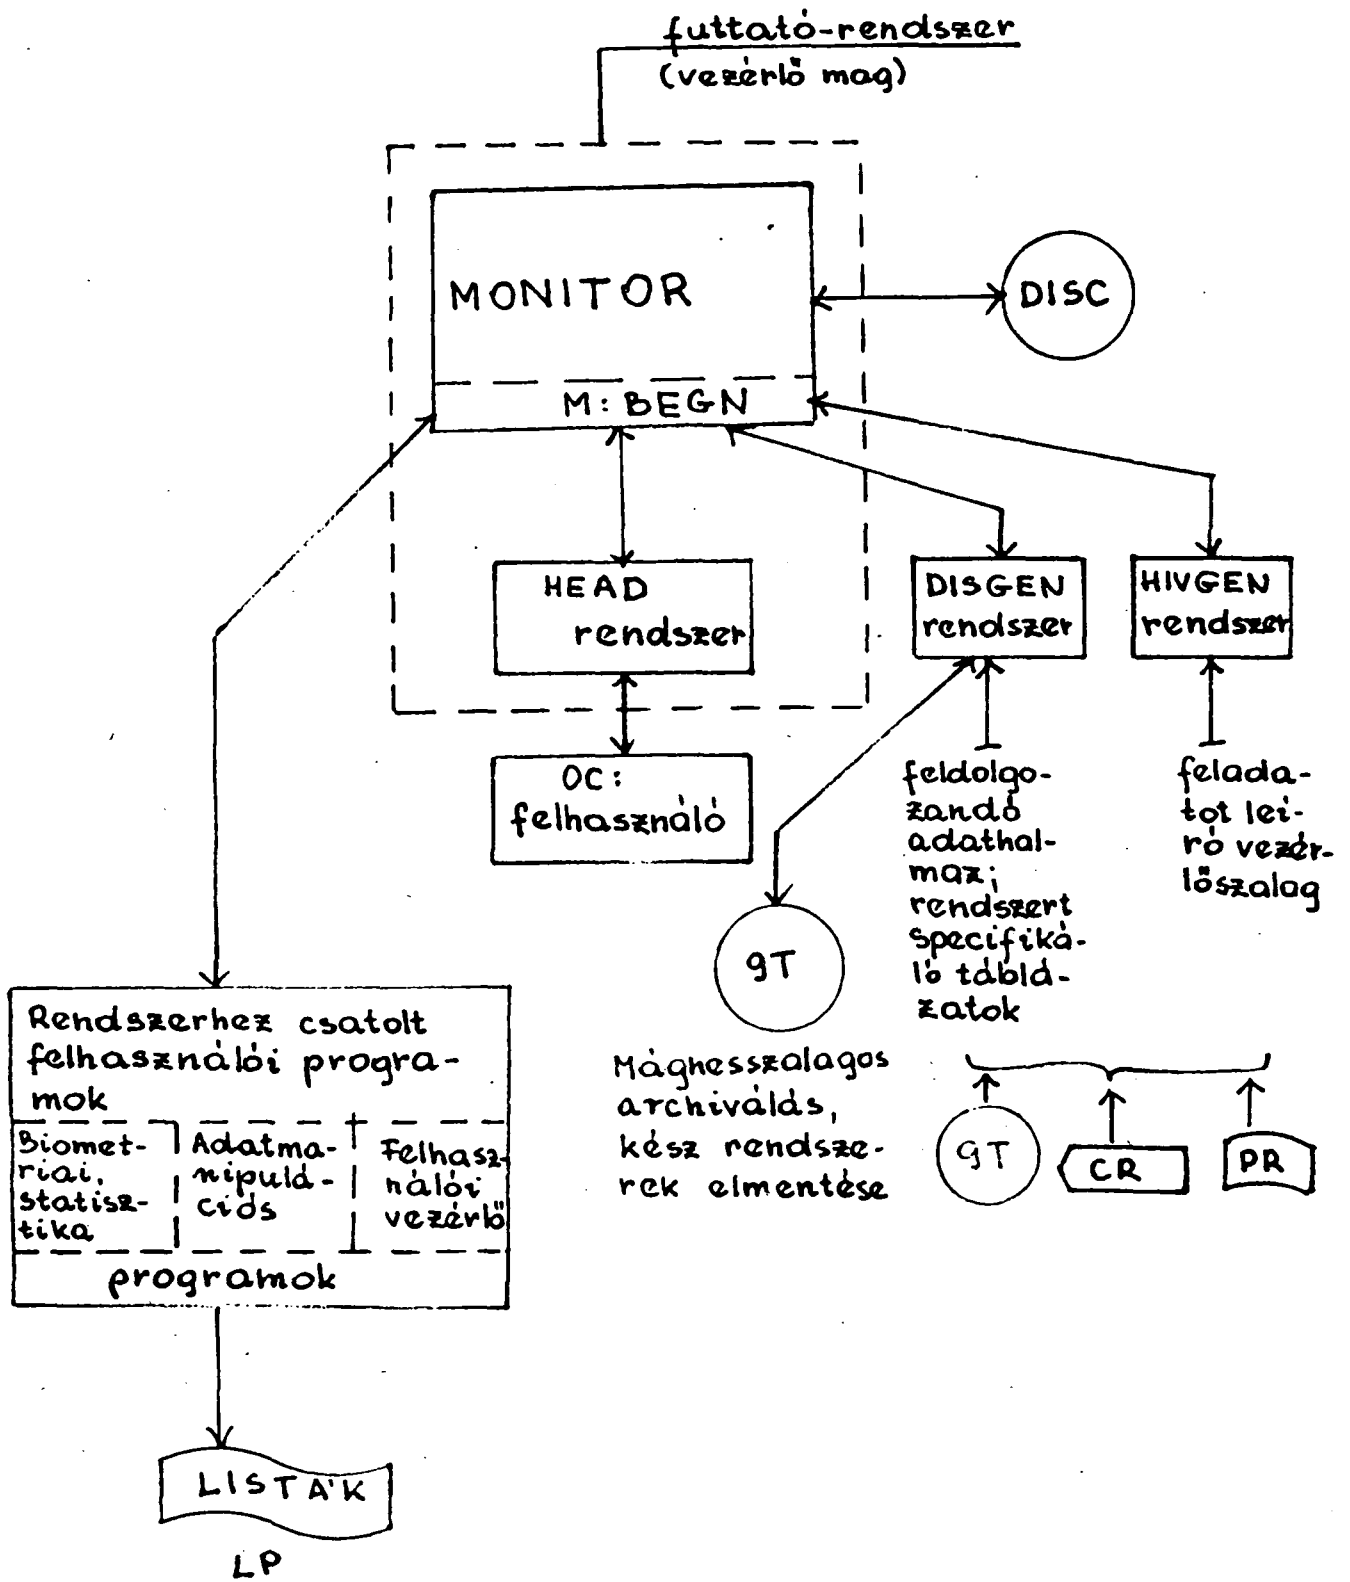 futtató-rendszer
(vezérlő mag)
MONITOR
DISC
M: BEGN
HEAD
rendszer
DISGEN
rendszer
HIVGEN
rendszer
OC:
felhasználó
feldolgo-
zandó
adathal-
maz;
rendszert
specifiká-
ló táblá-
zatok
felada-
tot lei-
ró vezér-
lőszalag
9T
Rendszerhez csatolt
felhasználói progra-
mok
Biomet-
riai,
statisz-
tika
Adatma-
nipulá-
ciós
Felhasz-
nálói
vezérlő
programok
Mágnesszalagos
archiválás,
kész rendsze-
rek elmentése
9T
CR
PR
LISTÁK
LP